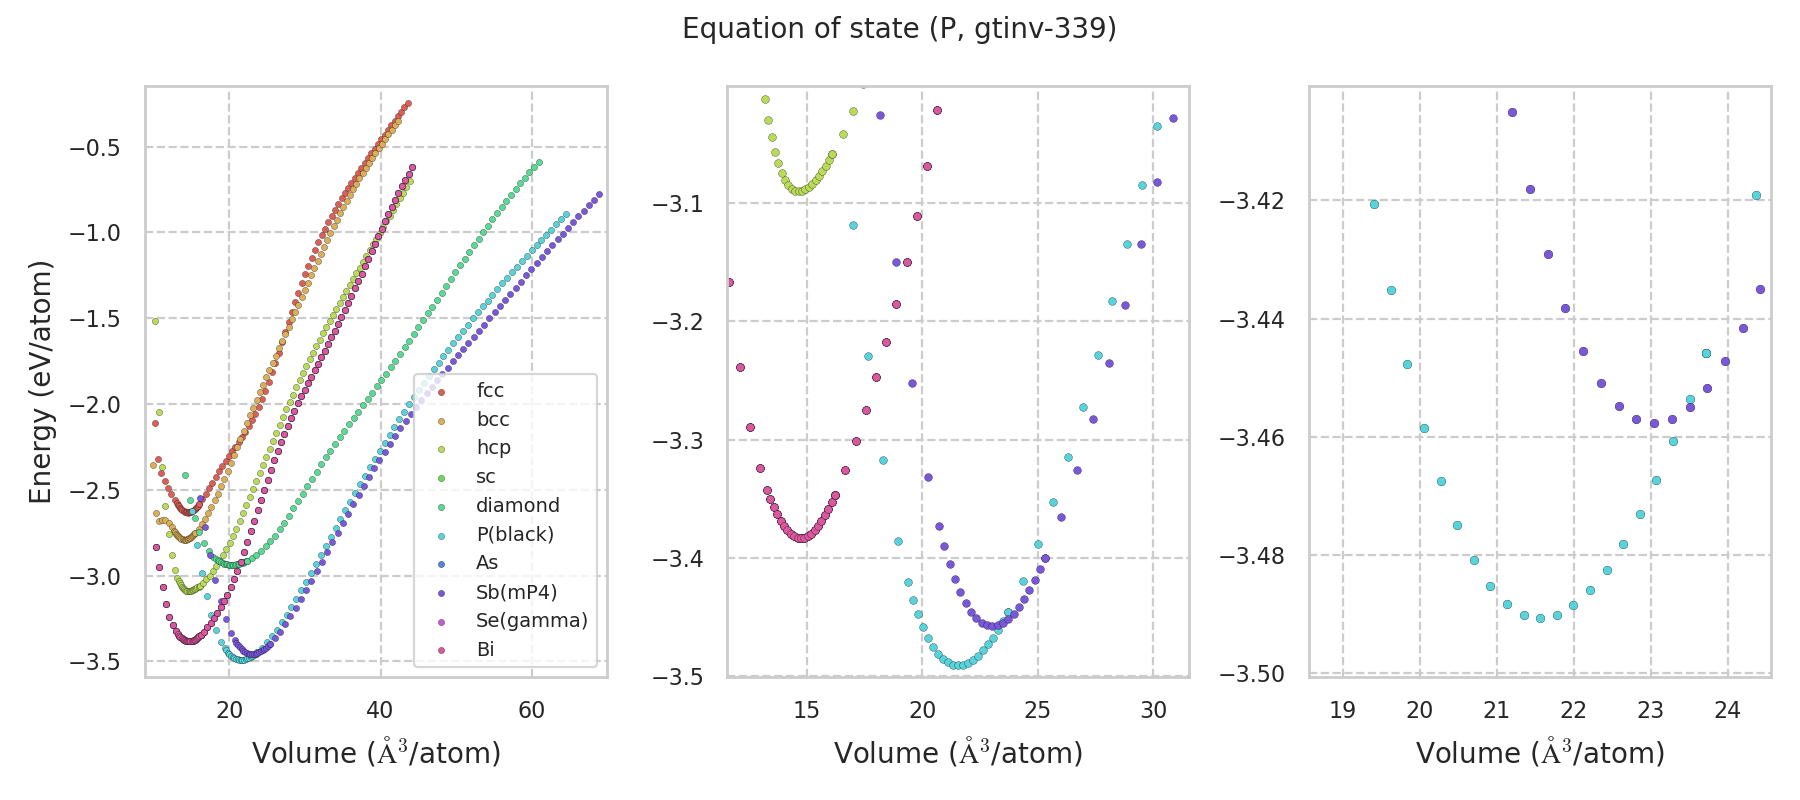 Equation of state (P, gtinv-339)
Energy (eV/atom)
−0.5
−1.0
−1.5
−2.0
−2.5
−3.0
−3.5
20
40
60
Volume (Å³/atom)
fcc
bcc
hcp
sc
diamond
P(black)
As
Sb(mP4)
Se(gamma)
Bi
−3.1
−3.2
−3.3
−3.4
−3.5
15
20
25
30
Volume (Å³/atom)
−3.42
−3.44
−3.46
−3.48
−3.50
19
20
21
22
23
24
Volume (Å³/atom)